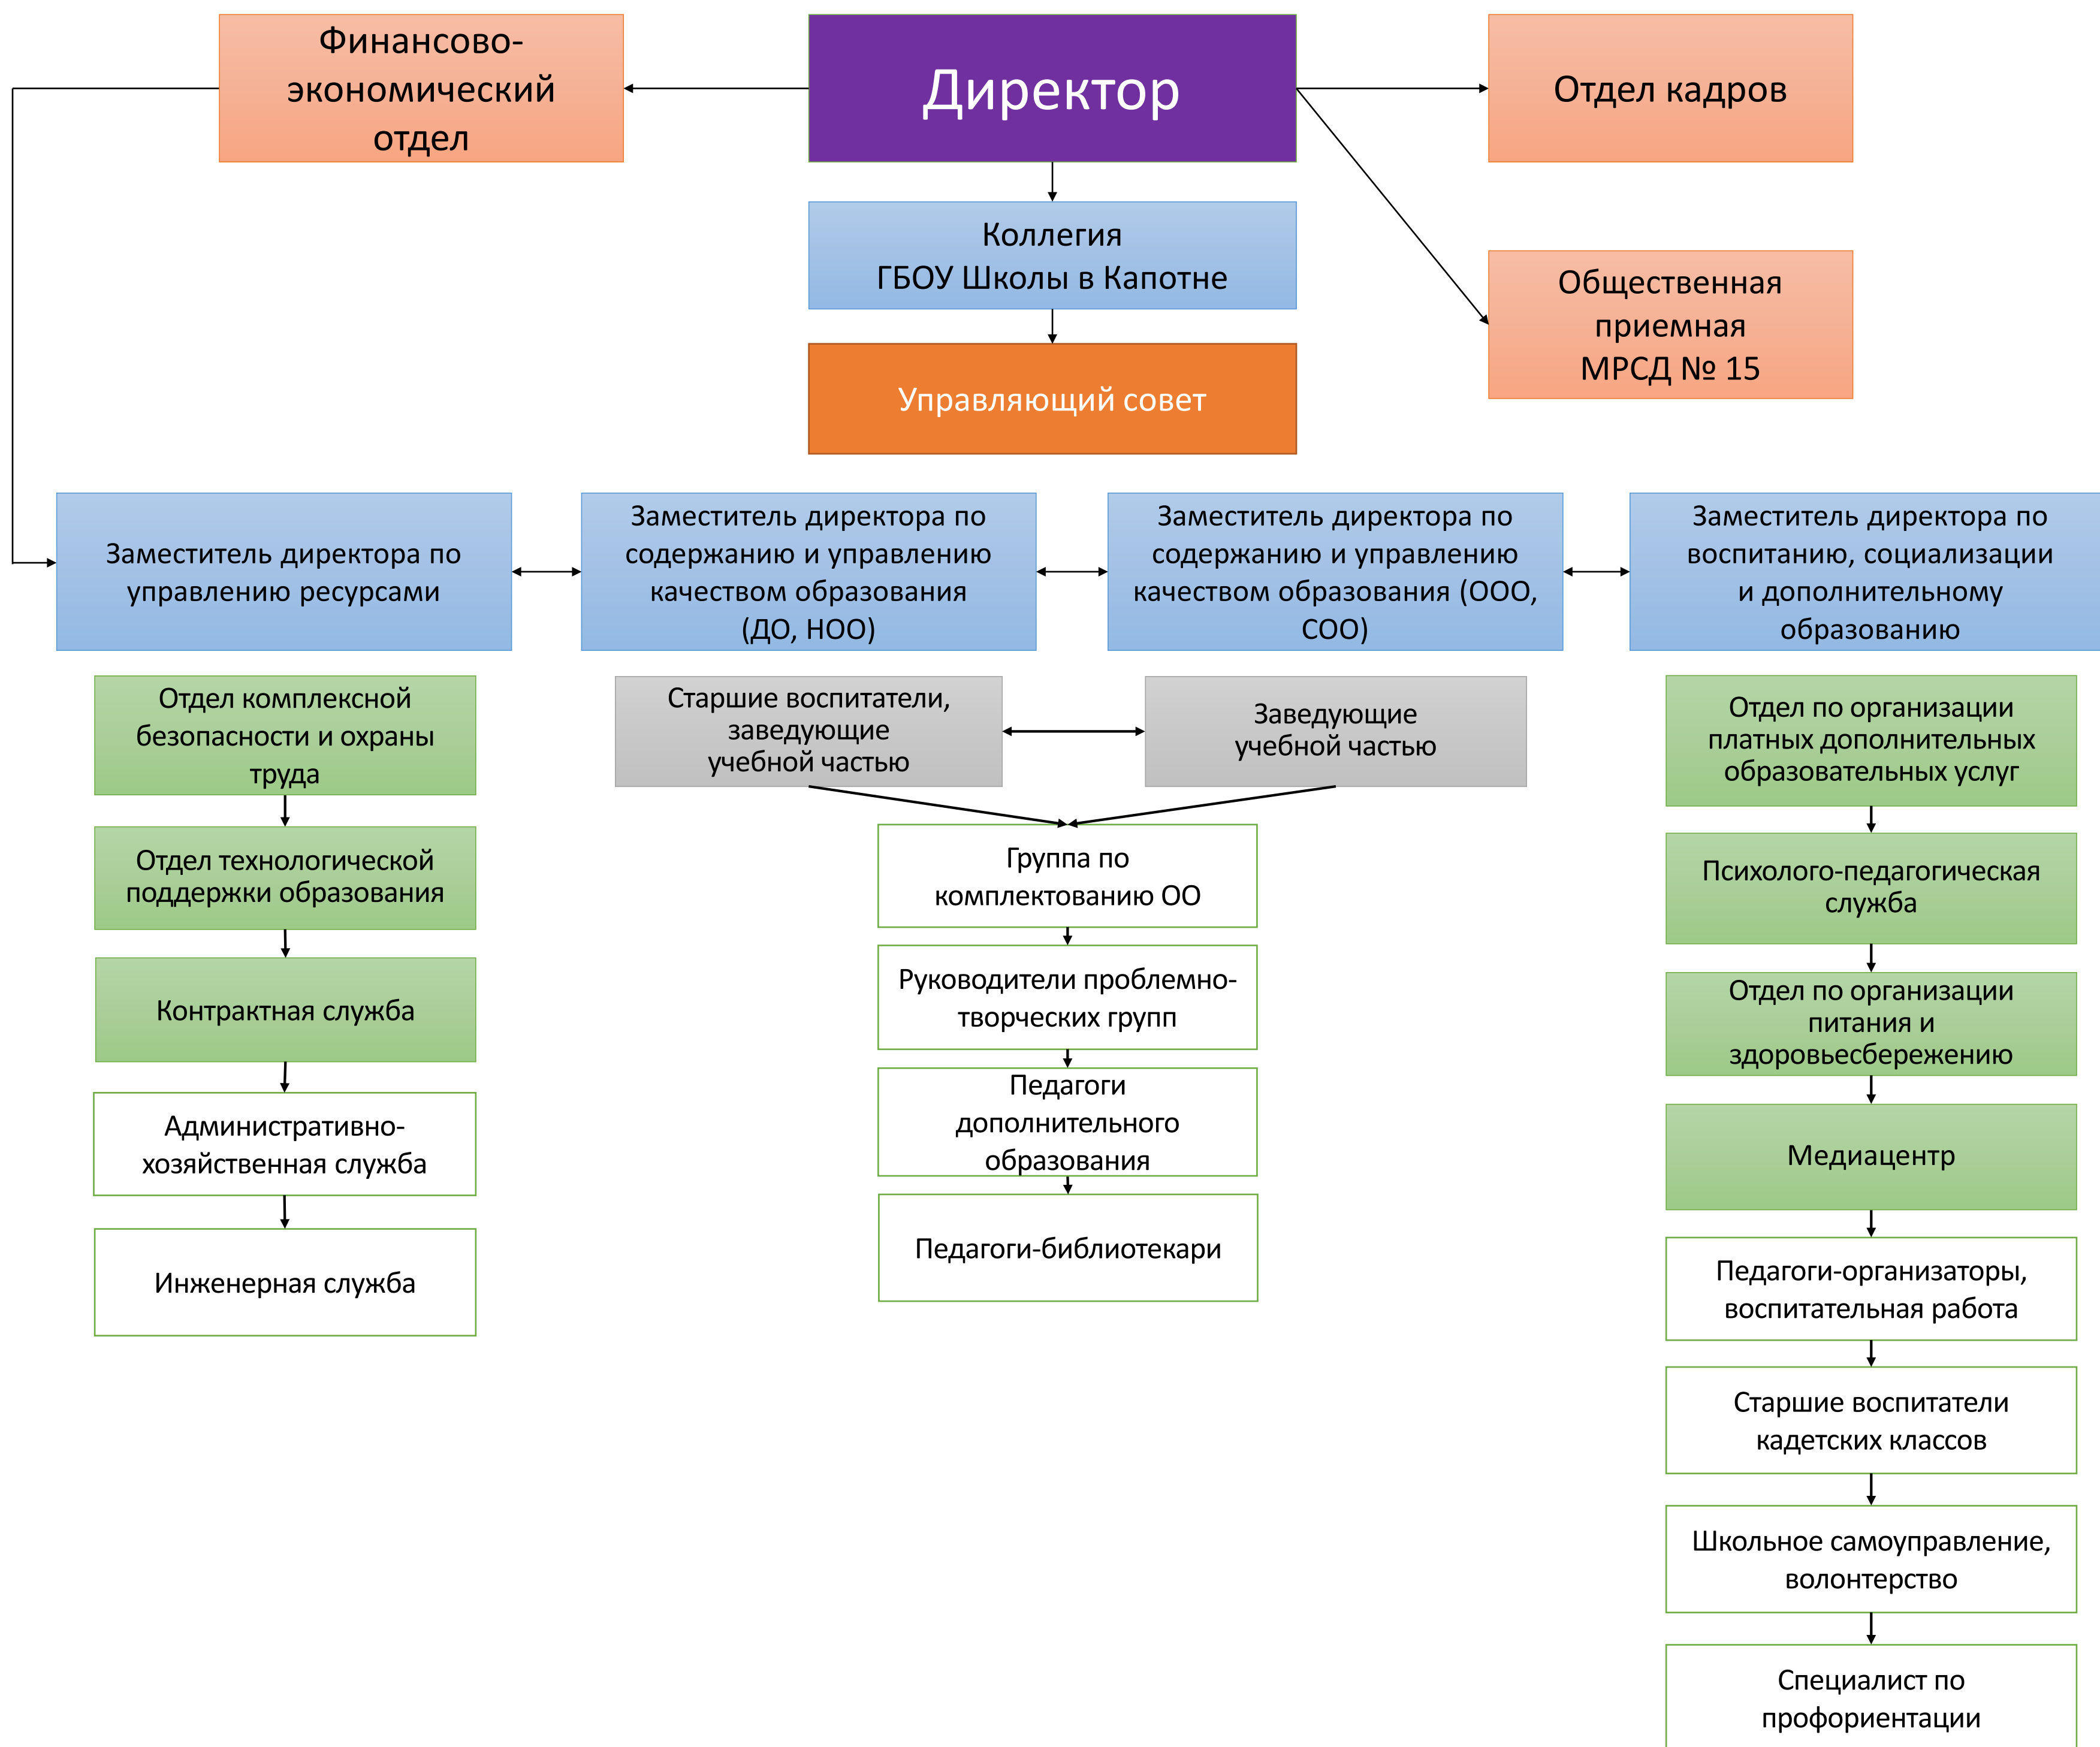 Финансово-
экономический
отдел
Директор
Отдел кадров
Коллегия
ГБОУ Школы в Капотне
Общественная
приемная
МРСД № 15
Управляющий совет
Заместитель директора по
управлению ресурсами
Заместитель директора по
содержанию и управлению
качеством образования
(ДО, НОО)
Заместитель директора по
содержанию и управлению
качеством образования (ООО,
СОО)
Заместитель директора по
воспитанию, социализации
и дополнительному
образованию
Отдел комплексной
безопасности и охраны
труда
Отдел технологической
поддержки образования
Контрактная служба
Административно-
хозяйственная служба
Инженерная служба
Старшие воспитатели,
заведующие
учебной частью
Заведующие
учебной частью
Группа по
комплектованию ОО
Руководители проблемно-
творческих групп
Педагоги
дополнительного
образования
Педагоги-библиотекари
Отдел по организации
платных дополнительных
образовательных услуг
Психолого-педагогическая
служба
Отдел по организации
питания и
здоровьесбережению
Медиацентр
Педагоги-организаторы,
воспитательная работа
Старшие воспитатели
кадетских классов
Школьное самоуправление,
волонтерство
Специалист по
профориентации